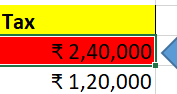 Tax
₹ 2,40,000
₹ 1,20,000